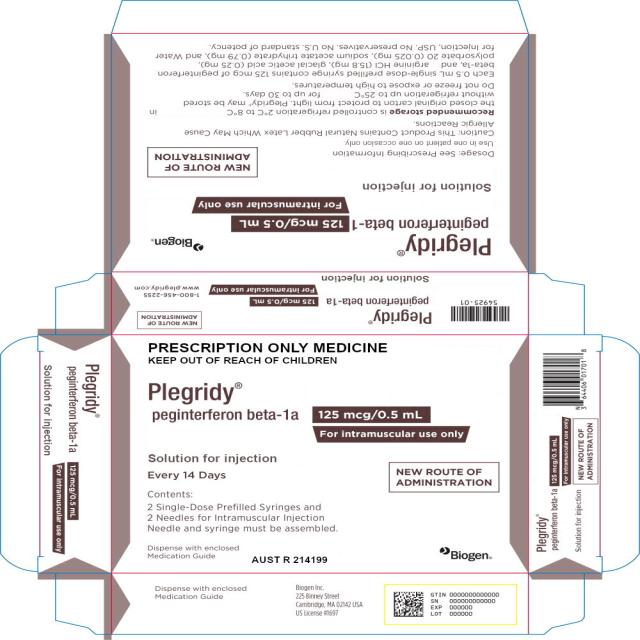 for Injection, USP. No preservatives. No U.S. standard of potency.
polysorbate 20 (0.025 mg), sodium acetate trihydrate (0.79 mg), and Water
beta-1a, and arginine HCl (15.8 mg), glacial acetic acid (0.25 mg),
Each 0.5 mL single-dose prefilled syringe contains 125 mcg of peginterferon
Do not freeze or expose to high temperatures.
without refrigeration up to 25°C for up to 30 days.
the closed original carton to protect from light. Plegridy® may be stored
Recommended storage is controlled refrigeration 2°C to 8°C in
Allergic Reactions.
Caution: This Product Contains Natural Rubber Latex Which May Cause
Use in one patient on one occasion only
Dosage: See Prescribing Information
NEW ROUTE OF
ADMINISTRATION
Solution for injection
For intramuscular use only
125 mcg/0.5 mL
peginterferon beta-1
Plegridy®
Biogen®
Solution for injection
For intramuscular use only
125 mcg/0.5 mL
peginterferon beta-1a
Plegridy®
www.plegridy.com
1-800-456-2255
NEW ROUTE OF
ADMINISTRATION
54925-01
PRESCRIPTION ONLY MEDICINE
KEEP OUT OF REACH OF CHILDREN
Plegridy®
peginterferon beta-1a
125 mcg/0.5 mL
For intramuscular use only
Solution for injection
Every 14 Days
NEW ROUTE OF
ADMINISTRATION
Contents:
2 Single-Dose Prefilled Syringes and
2 Needles for Intramuscular Injection
Needle and syringe must be assembled.
Dispense with enclosed
Medication Guide
AUST R 214199
Biogen®
Plegridy®
peginterferon beta-1a
125 mcg/0.5 mL
For intramuscular use only
Solution for injection
N
3 64406 01701 8
Plegridy®
peginterferon beta-1a
125 mcg/0.5 mL
For intramuscular use only
Solution for injection
NEW ROUTE OF
ADMINISTRATION
Dispense with enclosed
Medication Guide
Biogen Inc.
225 Binney Street
Cambridge, MA 02142 USA
US License #1697
GTIN 00000000000000
SN 000000000000
EXP 000000
LOT 000000